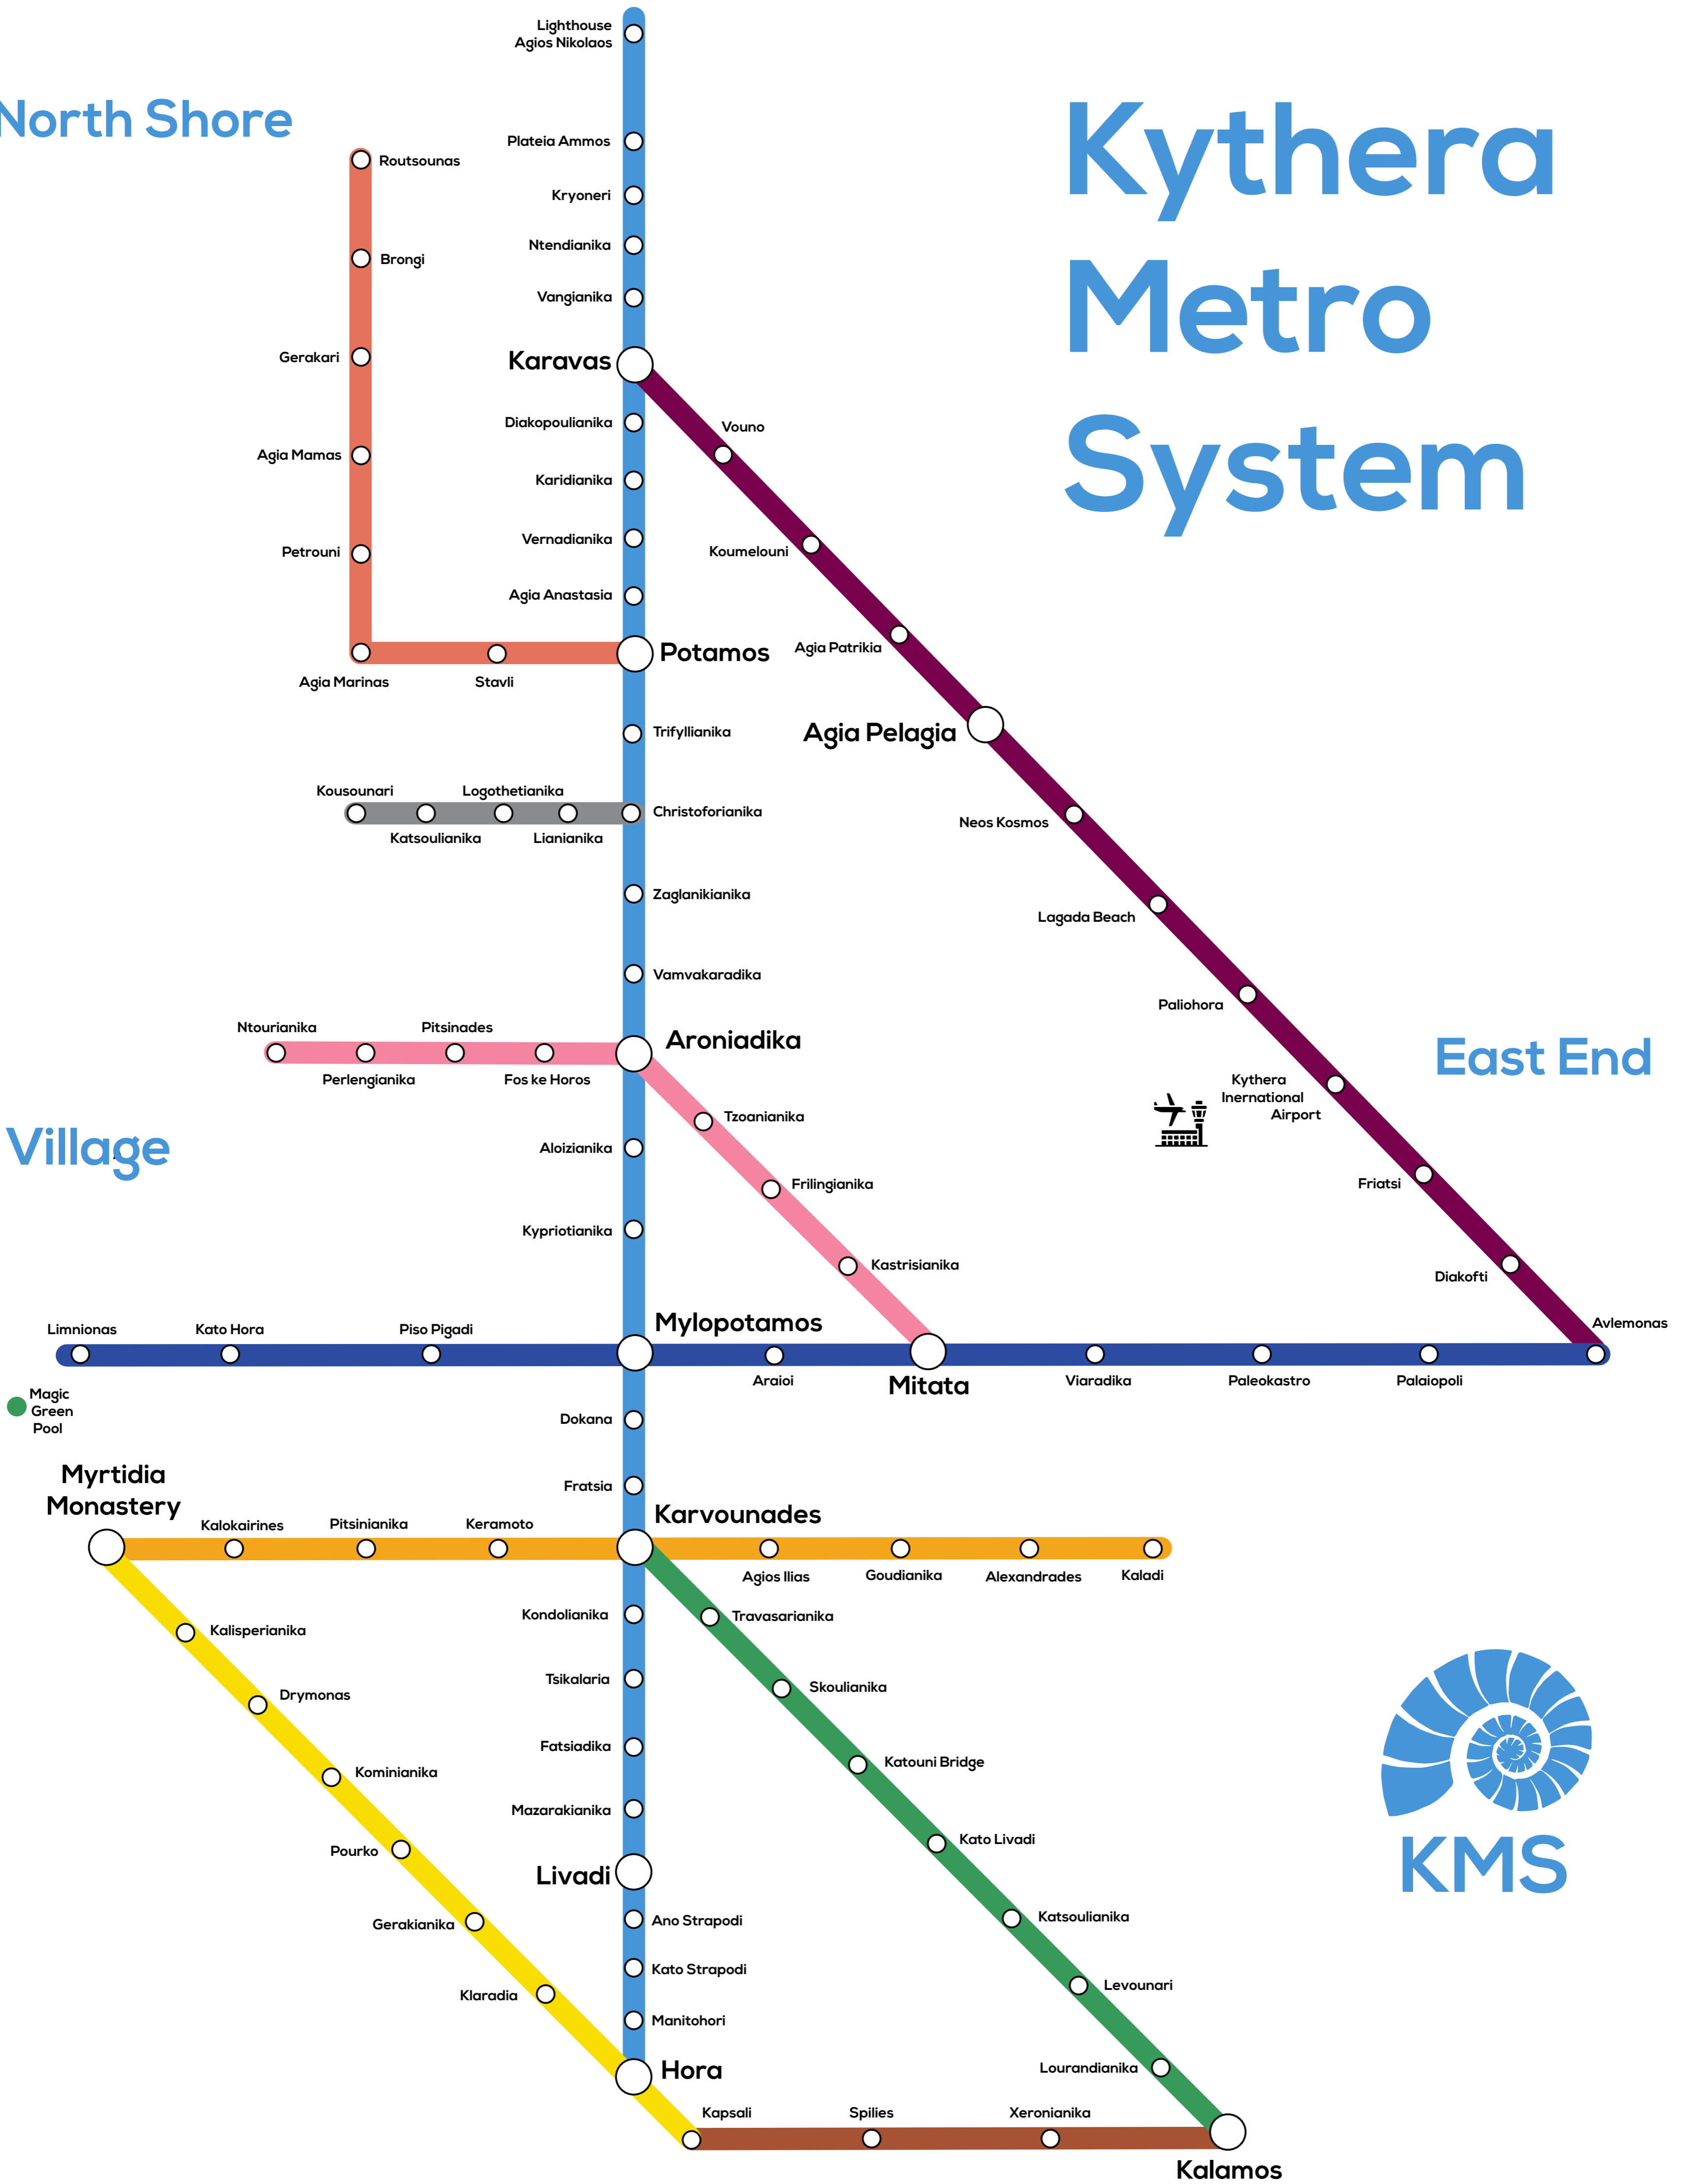 Lighthouse
Agios Nikolaos
North Shore
Kythera
Metro
System
Plateia Ammos
Routsounas
Kryoneri
Ntendianika
Brongi
Vangianika
Gerakari
Karavas
Diakopoulianika
Vouno
Agia Mamas
Karidianika
Vernadianika
Koumelouni
Petrouni
Agia Anastasia
Agia Patrikia
Potamos
Agia Marinas
Stavli
Trifyllianika
Agia Pelagia
Kousounari
Logothetianika
Christoforianika
Katsoulianika
Lianianika
Neos Kosmos
Zaglanikianika
Lagada Beach
Vamvakaradika
Paliohora
Ntourianika
Pitsinades
Aroniadika
East End
Perlengianika
Fos ke Horos
Kythera
Inernational
Airport
Tzoanianika
Village
Aloizianika
Frilingianika
Friatsi
Kypriotianika
Kastrisianika
Diakofti
Limnionas
Kato Hora
Piso Pigadi
Mylopotamos
Avlemonas
Araioi
Mitata
Viaradika
Paleokastro
Palaiopoli
Magic
Green
Pool
Dokana
Myrtidia
Monastery
Fratsia
Karvounades
Kalokairines
Pitsinianika
Keramoto
Agios Ilias
Goudianika
Alexandrades
Kaladi
Kondolianika
Travasarianika
Kalisperianika
Tsikalaria
Skoulianika
Drymonas
Fatsiadika
Katouni Bridge
Kominianika
Mazarakianika
Kato Livadi
Pourko
Livadi
KMS
Gerakianika
Ano Strapodi
Katsoulianika
Kato Strapodi
Levounari
Klaradia
Manitohori
Hora
Lourandianika
Kapsali
Spilies
Xeronianika
Kalamos